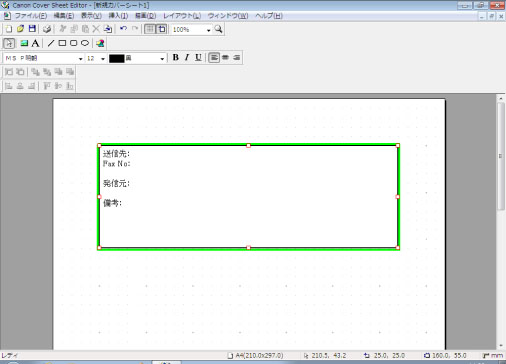 Canon Cover Sheet Editor - [新規カバーシート1]
ファイル(F) 編集(E) 表示(V) 挿入(I) 描画(D) レイアウト(L) ウィンドウ(W) ヘルプ(H)
100%
A
ＭＳ Ｐ明朝 12 黒 B I U
送信先:
Fax No:
発信元:
備考:
レディ A4(210.0x297.0) 210.5, 43.2 25.0, 25.0 160.0, 55.0 mm